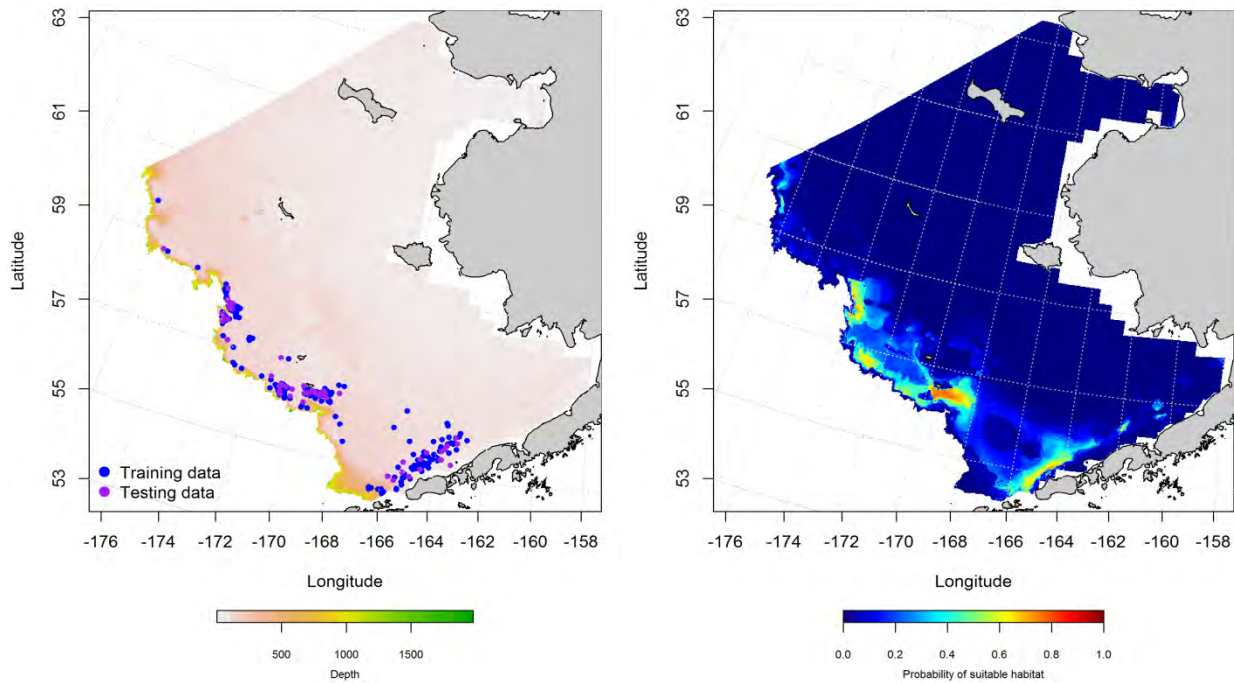 63
61
59
57
55
53
Latitude
Training data
Testing data
-176 -174 -172 -170 -168 -166 -164 -162 -160 -158
Longitude
500 1000 1500
Depth
63
61
59
57
55
53
Latitude
-176 -174 -172 -170 -168 -166 -164 -162 -160 -158
Longitude
0.0 0.2 0.4 0.6 0.8 1.0
Probability of suitable habitat